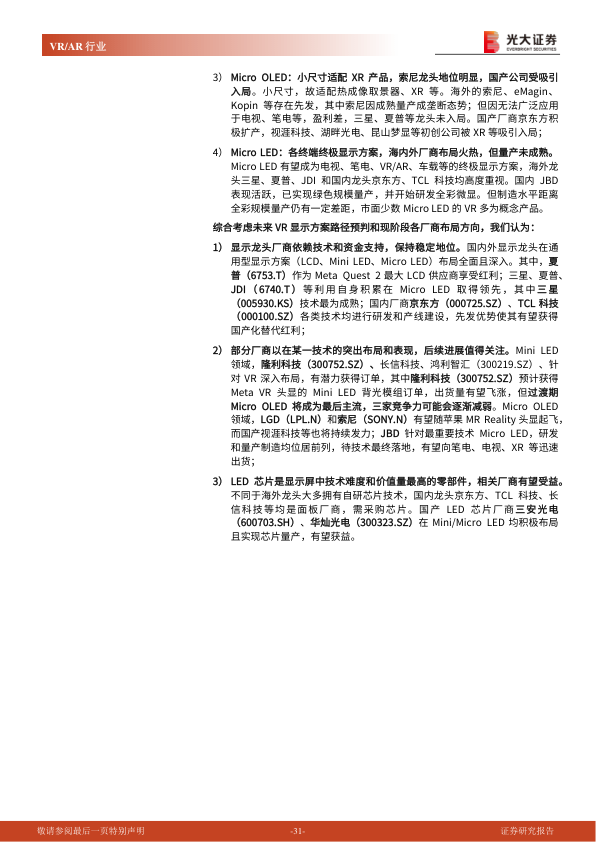 VR/AR 行业
光大证券
EVERBRIGHT SECURITIES
3） Micro OLED：小尺寸适配 XR 产品，索尼龙头地位明显，国产公司受吸引
入局。小尺寸，故适配热成像取景器、XR 等。海外的索尼、eMagin、
Kopin 等存在先发，其中索尼因成熟量产成垄断态势；但因无法广泛应用
于电视、笔电等，盈利差，三星、夏普等龙头未入局。国产厂商京东方积
极扩产，视涯科技、湖畔光电、昆山梦显等初创公司被 XR 等吸引入局；
4） Micro LED：各终端终极显示方案，海内外厂商布局火热，但量产未成熟。
Micro LED 有望成为电视、笔电、VR/AR、车载等的终极显示方案，海外龙
头三星、夏普、JDI 和国内龙头京东方、TCL 科技均高度重视。国内 JBD
表现活跃，已实现绿色规模量产，并开始研发全彩微显。但制造水平距离
全彩规模量产仍有一定差距，市面少数 Micro LED 的 VR 多为概念产品。
综合考虑未来 VR 显示方案路径预判和现阶段各厂商布局方向，我们认为：
1） 显示龙头厂商依赖技术和资金支持，保持稳定地位。国内外显示龙头在通
用型显示方案（LCD、Mini LED、Micro LED）布局全面且深入。其中，夏
普（6753.T）作为 Meta Quest 2 最大 LCD 供应商享受红利；三星、夏普、
JDI（6740.T）等利用自身积累在 Micro LED 取得领先，其中三星
（005930.KS）技术最为成熟；国内厂商京东方（000725.SZ）、TCL 科技
（000100.SZ）各类技术均进行研发和产线建设，先发优势使其有望获得
国产化替代红利；
2） 部分厂商以在某一技术的突出布局和表现，后续进展值得关注。Mini LED
领域，隆利科技（300752.SZ）、长信科技、鸿利智汇（300219.SZ）、针
对 VR 深入布局，有潜力获得订单，其中隆利科技（300752.SZ）预计获得
Meta VR 头显的 Mini LED 背光模组订单，出货量有望飞涨，但过渡期
Micro OLED 将成为最后主流，三家竞争力可能会逐渐减弱。Micro OLED
领域，LGD（LPL.N）和索尼（SONY.N）有望随苹果 MR Reality 头显起飞，
而国产视涯科技等也将持续发力；JBD 针对最重要技术 Micro LED，研发
和量产制造均位居前列，待技术最终落地，有望向笔电、电视、XR 等迅速
出货；
3） LED 芯片是显示屏中技术难度和价值量最高的零部件，相关厂商有望受益。
不同于海外龙头大多拥有自研芯片技术，国内龙头京东方、TCL 科技、长
信科技等均是面板厂商，需采购芯片。国产 LED 芯片厂商三安光电
（600703.SH）、华灿光电（300323.SZ）在 Mini/Micro LED 均积极布局
且实现芯片量产，有望获益。
敬请参阅最后一页特别声明
-31-
证券研究报告